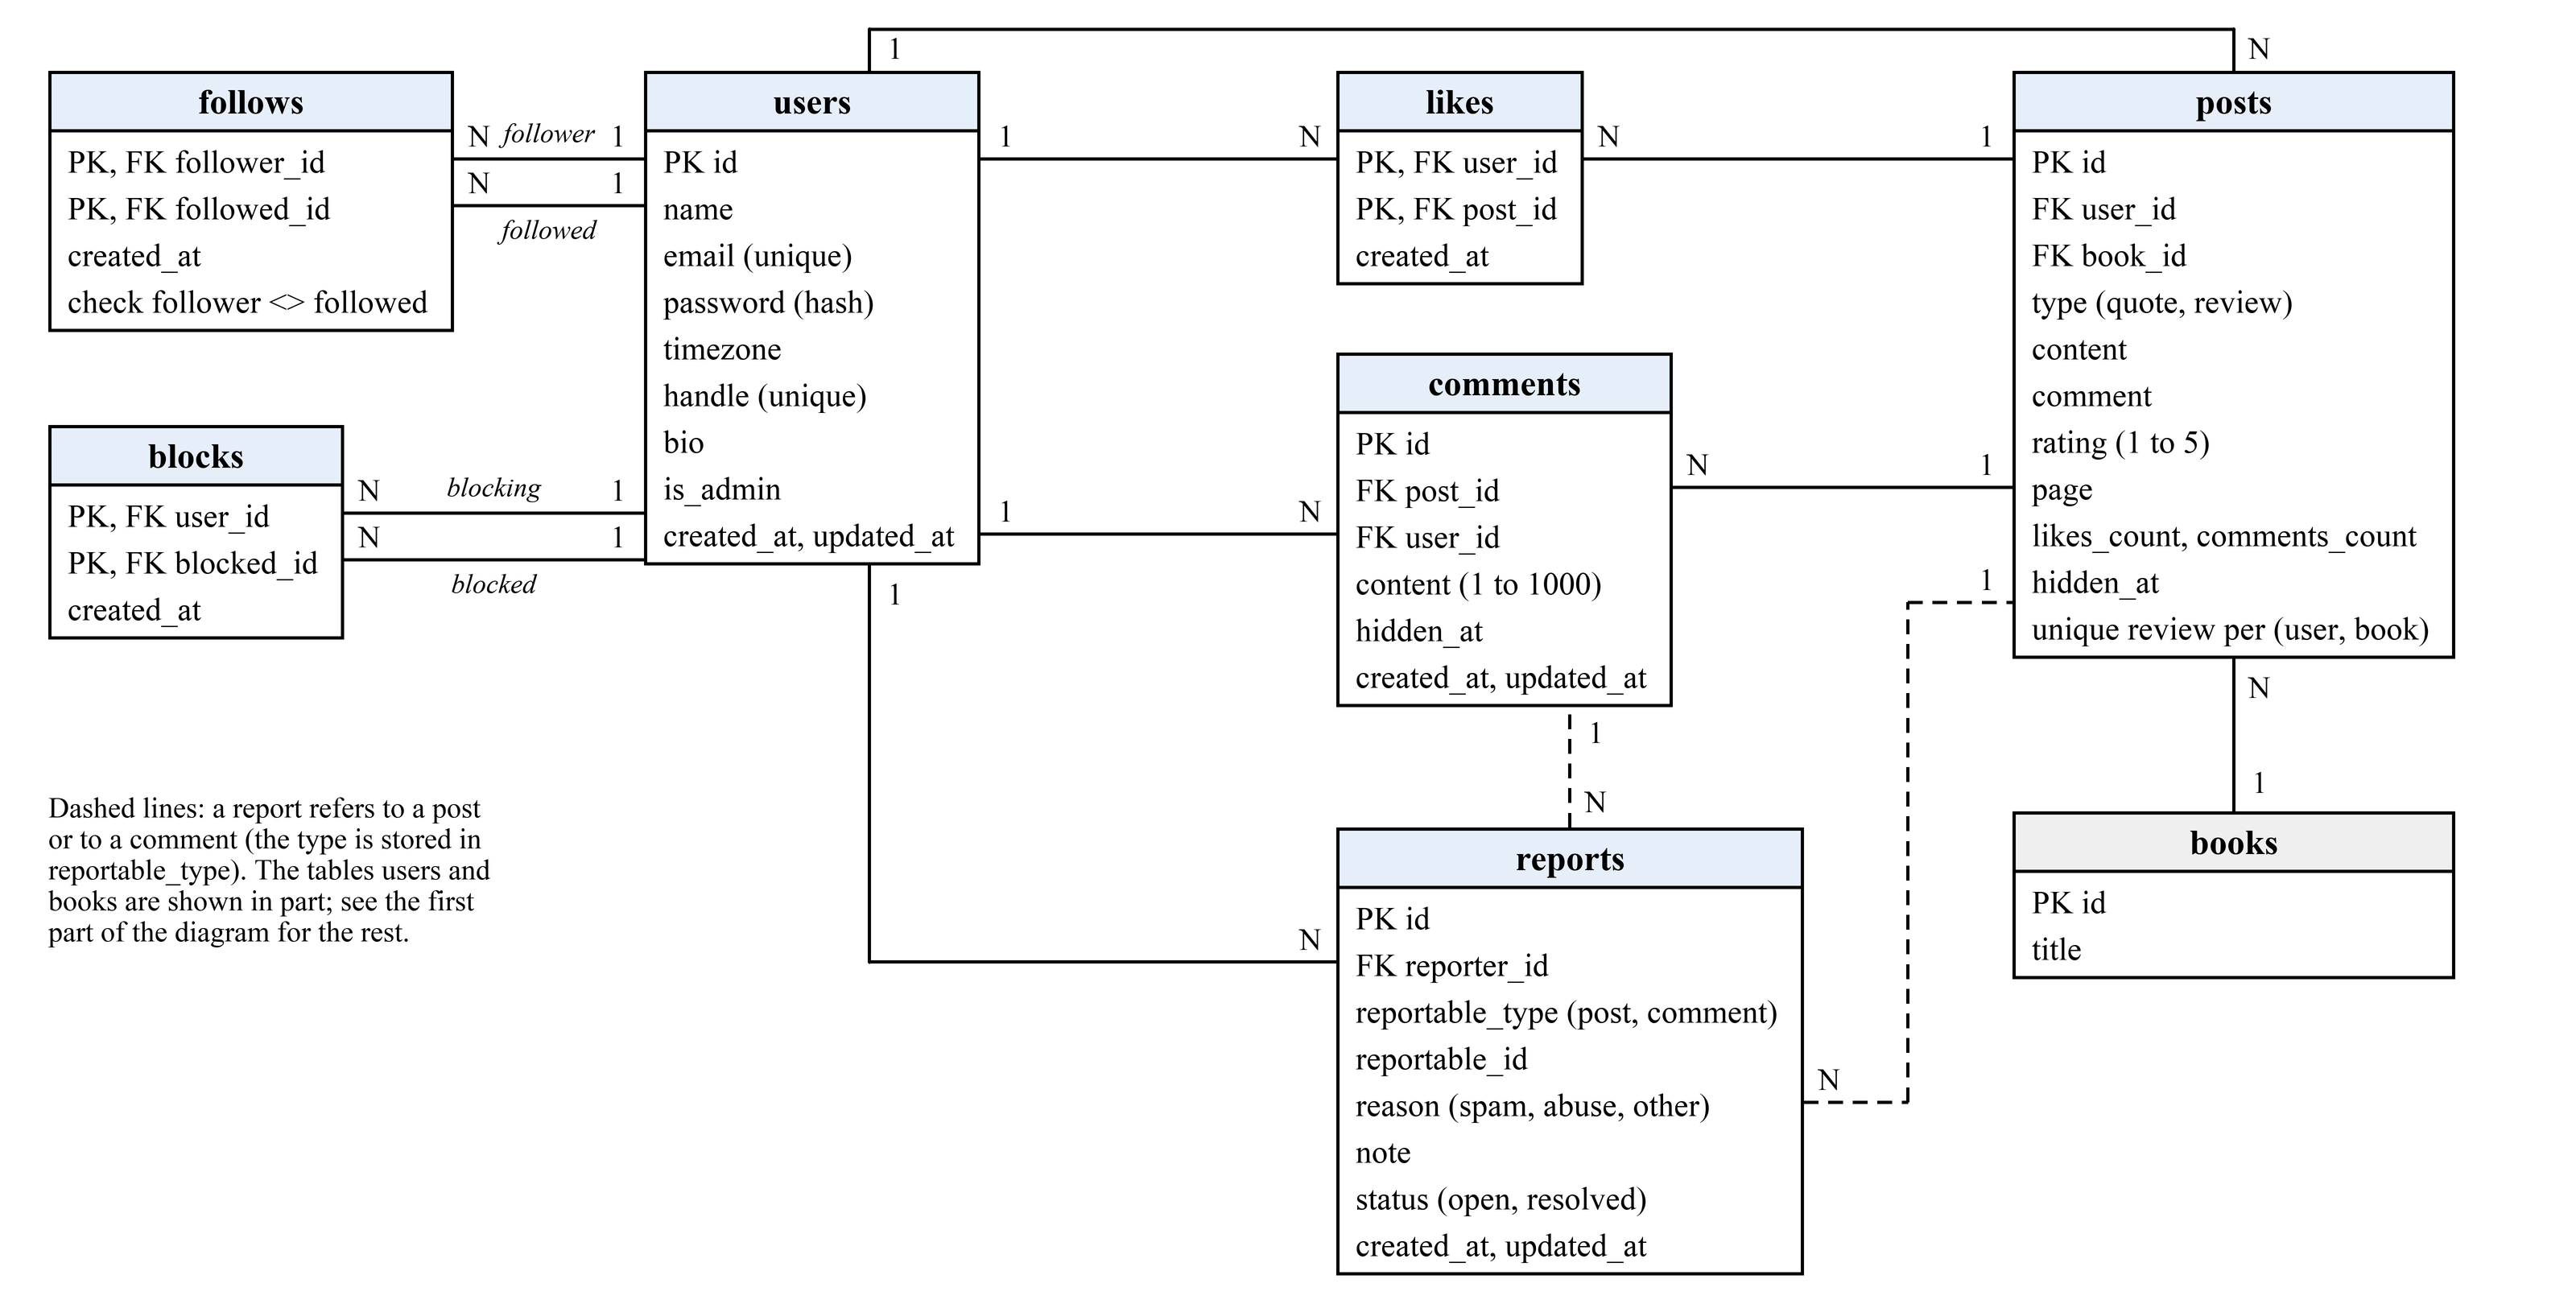 1
N
follows
PK, FK follower_id
PK, FK followed_id
created_at
check follower <> followed
N follower 1
N 1
followed
users
PK id
name
email (unique)
password (hash)
timezone
handle (unique)
bio
is_admin
created_at, updated_at
1 N
likes
PK, FK user_id
PK, FK post_id
created_at
N 1
posts
PK id
FK user_id
FK book_id
type (quote, review)
content
comment
rating (1 to 5)
page
likes_count, comments_count
hidden_at
unique review per (user, book)
blocks
PK, FK user_id
PK, FK blocked_id
created_at
N blocking 1
N 1
blocked
1 N
comments
PK id
FK post_id
FK user_id
content (1 to 1000)
hidden_at
created_at, updated_at
N 1
1
1
1
N
N
1
Dashed lines: a report refers to a post
or to a comment (the type is stored in
reportable_type). The tables users and
books are shown in part; see the first
part of the diagram for the rest.
N
reports
PK id
FK reporter_id
reportable_type (post, comment)
reportable_id
reason (spam, abuse, other)
note
status (open, resolved)
created_at, updated_at
N
books
PK id
title